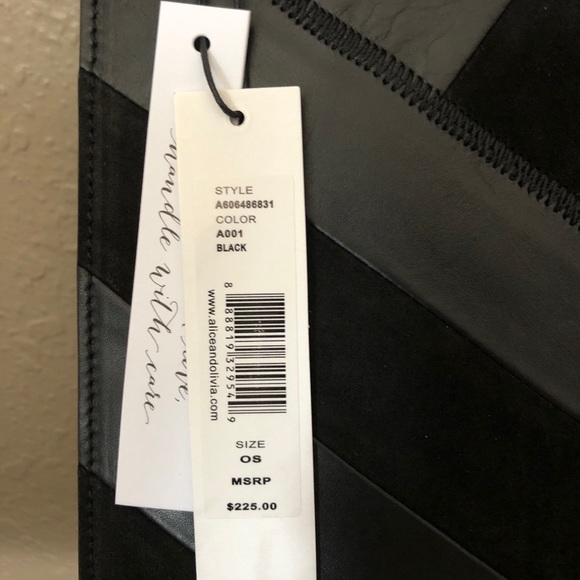 STYLE
A606486831
COLOR
A001
BLACK
8 88819 32954 9
www.aliceandolivia.com
SIZE
OS
MSRP
$225.00
love,
handle with care